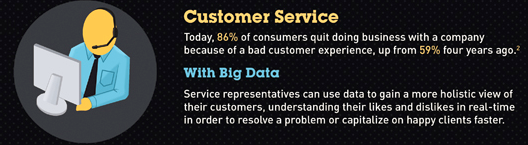 Customer Service
Today, 86% of consumers quit doing business with a company
because of a bad customer experience, up from 59% four years ago.²
With Big Data
Service representatives can use data to gain a more holistic view of
their customers, understanding their likes and dislikes in real-time
in order to resolve a problem or capitalize on happy clients faster.